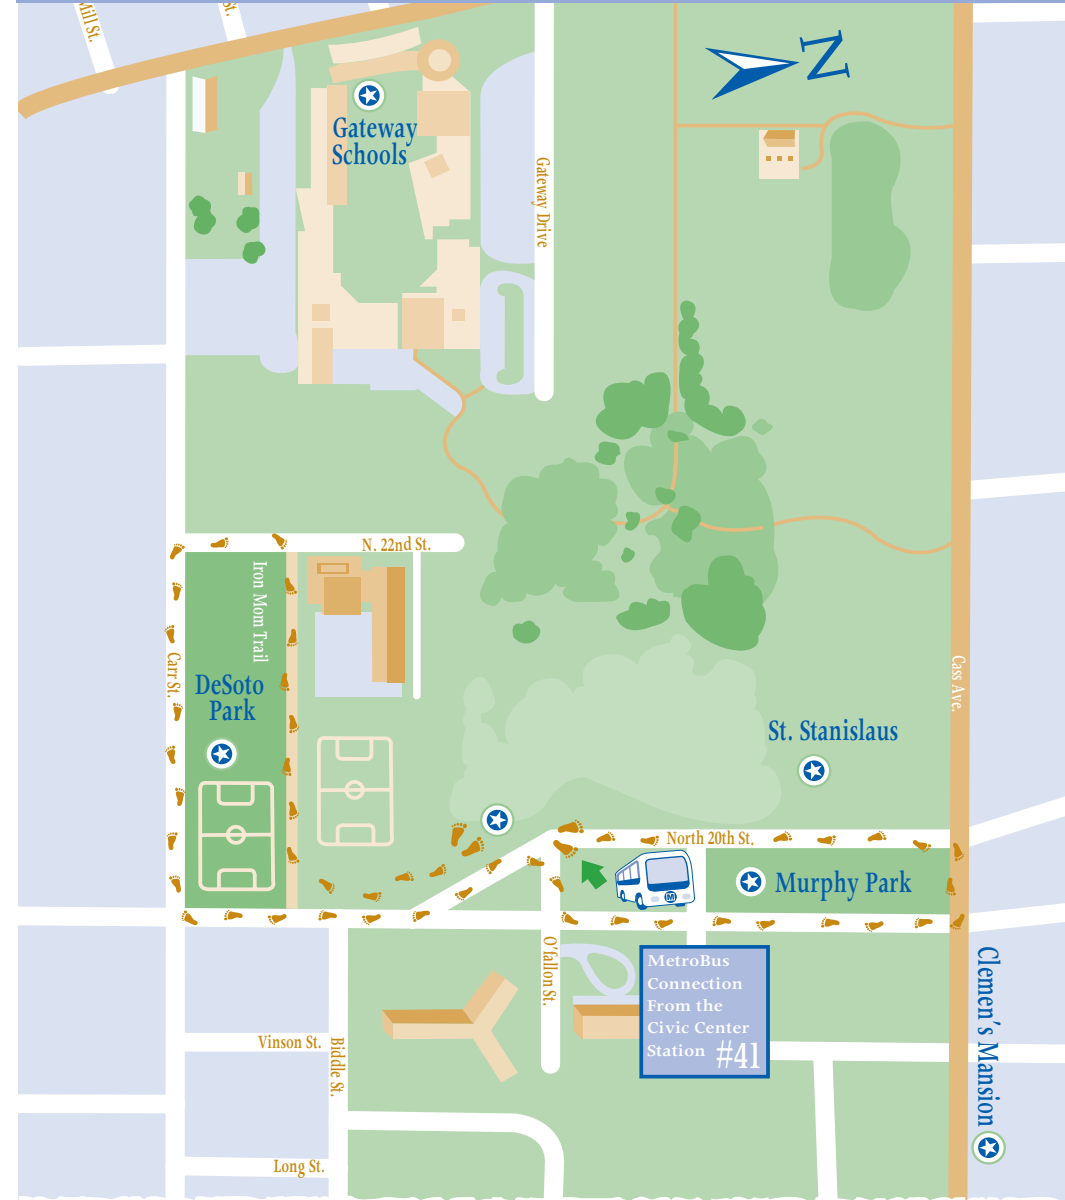 Mill St.
St.
N
Gateway
Schools
Gateway Drive
N. 22nd St.
Iron Mom Trail
Carr St.
DeSoto
Park
Cass Ave.
St. Stanislaus
North 20th St.
Murphy Park
M
O'fallon St.
MetroBus
Connection
From the
Civic Center
Station #41
Clemen's Mansion
Vinson St.
Biddle St.
Long St.